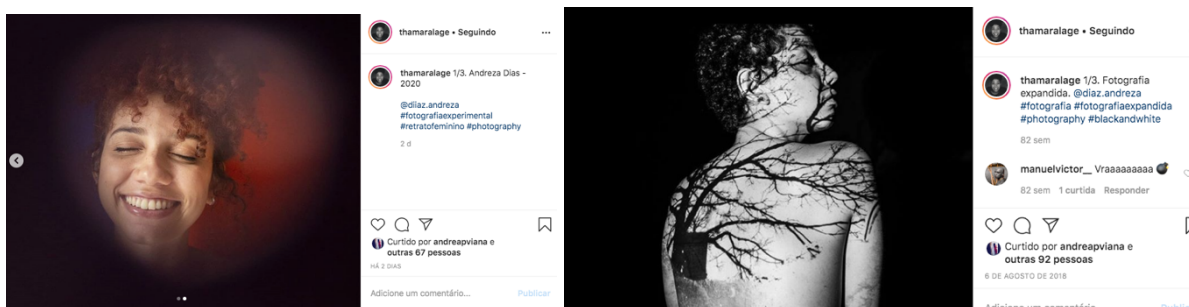 thamaralage • Seguindo
thamaralage 1/3. Andreza Dias -
2020
@diaz.andreza
#fotografiaexperimental
#retratofeminino #photography
2 d
Curtido por andreapviana e
outras 67 pessoas
HÁ 2 DIAS
Adicione um comentário...
Publicar
thamaralage • Seguindo
thamaralage 1/3. Fotografia
expandida. @diaz.andreza
#fotografia #fotografiaexpandida
#photography #blackandwhite
82 sem
manuelvictor__ Vraaaaaaaaa 💣
82 sem 1 curtida Responder
Curtido por andreapviana e
outras 92 pessoas
6 DE AGOSTO DE 2018
Adicione um comentário...